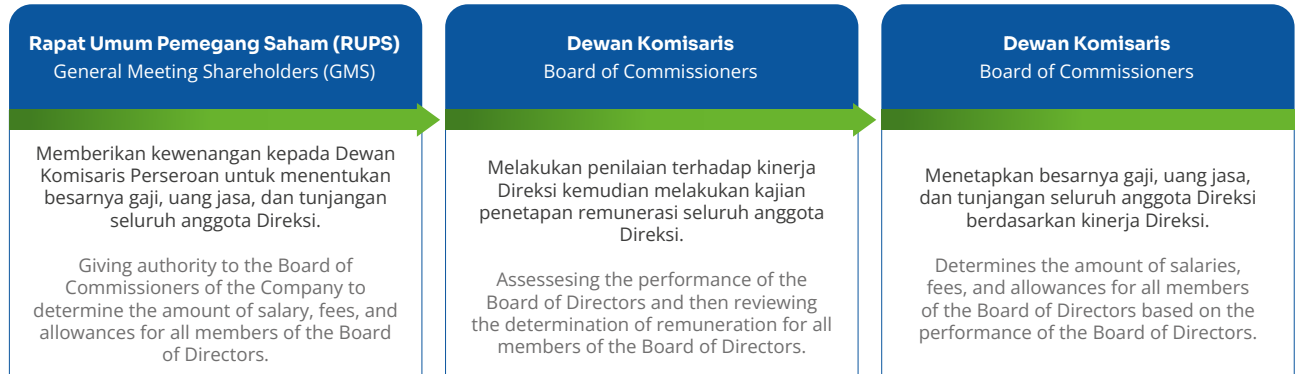 Rapat Umum Pemegang Saham (RUPS)
General Meeting Shareholders (GMS)
Memberikan kewenangan kepada Dewan
Komisaris Perseroan untuk menentukan
besarnya gaji, uang jasa, dan tunjangan
seluruh anggota Direksi.
Giving authority to the Board of
Commissioners of the Company to
determine the amount of salary, fees, and
allowances for all members of the Board
of Directors.
Dewan Komisaris
Board of Commissioners
Melakukan penilaian terhadap kinerja
Direksi kemudian melakukan kajian
penetapan remunerasi seluruh anggota
Direksi.
Assessesing the performance of the
Board of Directors and then reviewing
the determination of remuneration for all
members of the Board of Directors.
Dewan Komisaris
Board of Commissioners
Menetapkan besarnya gaji, uang jasa,
dan tunjangan seluruh anggota Direksi
berdasarkan kinerja Direksi.
Determines the amount of salaries,
fees, and allowances for all members
of the Board of Directors based on the
performance of the Board of Directors.